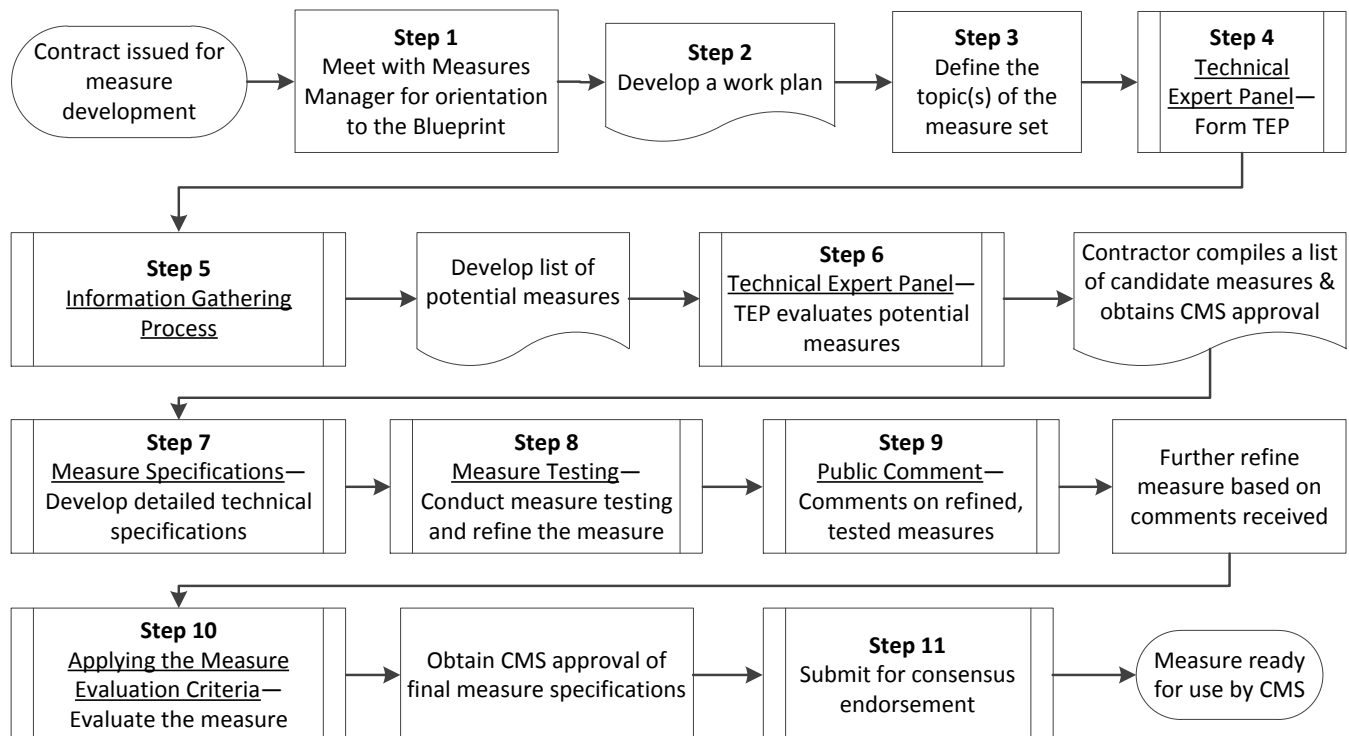 Contract issued for
measure
development
Step 1
Meet with Measures
Manager for orientation
to the Blueprint
Step 2
Develop a work plan
Step 3
Define the
topic(s) of the
measure set
Step 4
Technical
Expert Panel—
Form TEP
Step 5
Information Gathering
Process
Develop list of
potential measures
Step 6
Technical Expert Panel—
TEP evaluates potential
measures
Contractor compiles a list
of candidate measures &
obtains CMS approval
Step 7
Measure Specifications—
Develop detailed technical
specifications
Step 8
Measure Testing—
Conduct measure testing
and refine the measure
Step 9
Public Comment—
Comments on refined,
tested measures
Further refine
measure based on
comments received
Step 10
Applying the Measure
Evaluation Criteria—
Evaluate the measure
Obtain CMS approval of
final measure specifications
Step 11
Submit for consensus
endorsement
Measure ready
for use by CMS